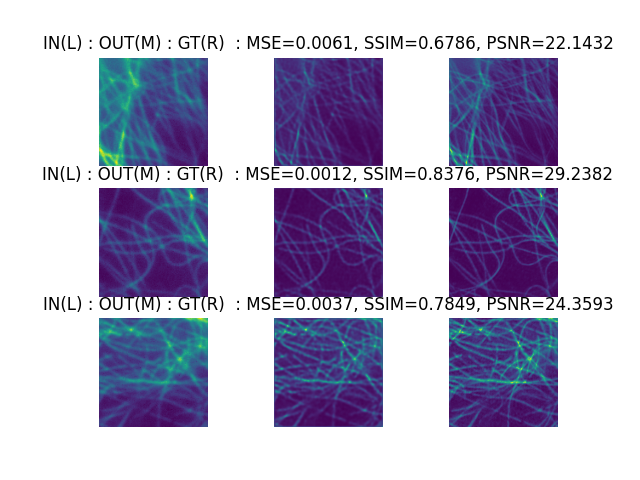 IN(L) : OUT(M) : GT(R)  : MSE=0.0061, SSIM=0.6786, PSNR=22.1432
IN(L) : OUT(M) : GT(R)  : MSE=0.0012, SSIM=0.8376, PSNR=29.2382
IN(L) : OUT(M) : GT(R)  : MSE=0.0037, SSIM=0.7849, PSNR=24.3593